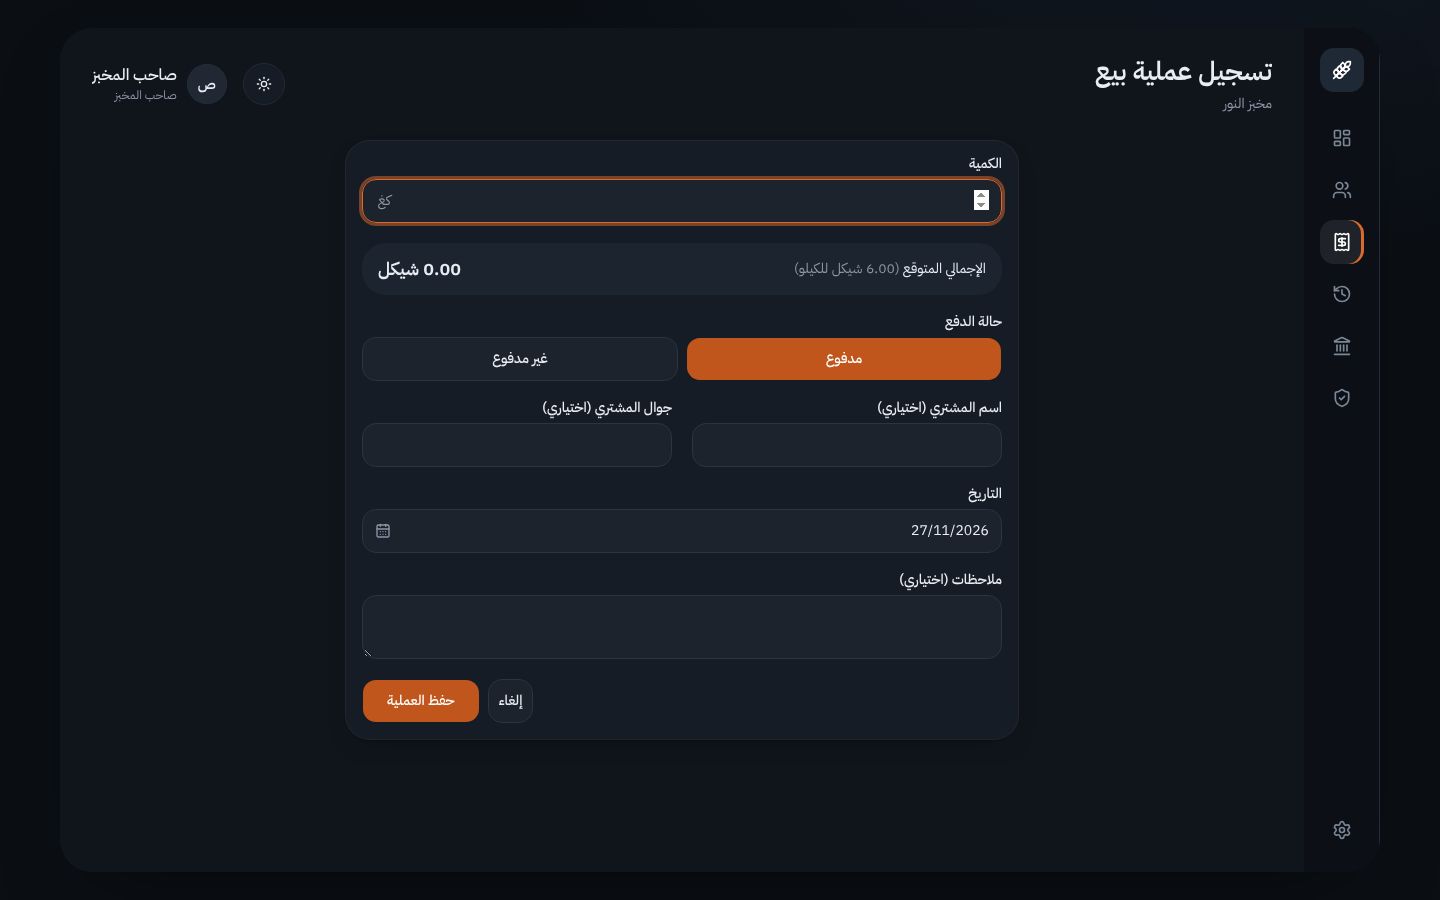 تسجيل عملية بيع
مخبز النور
صاحب المخبز
صاحب المخبز
ص
الكمية
كغ
الإجمالي المتوقع (6.00 شيكل للكيلو)
0.00 شيكل
حالة الدفع
مدفوع
غير مدفوع
اسم المشتري (اختياري)
جوال المشتري (اختياري)
التاريخ
27/11/2026
ملاحظات (اختياري)
إلغاء
حفظ العملية